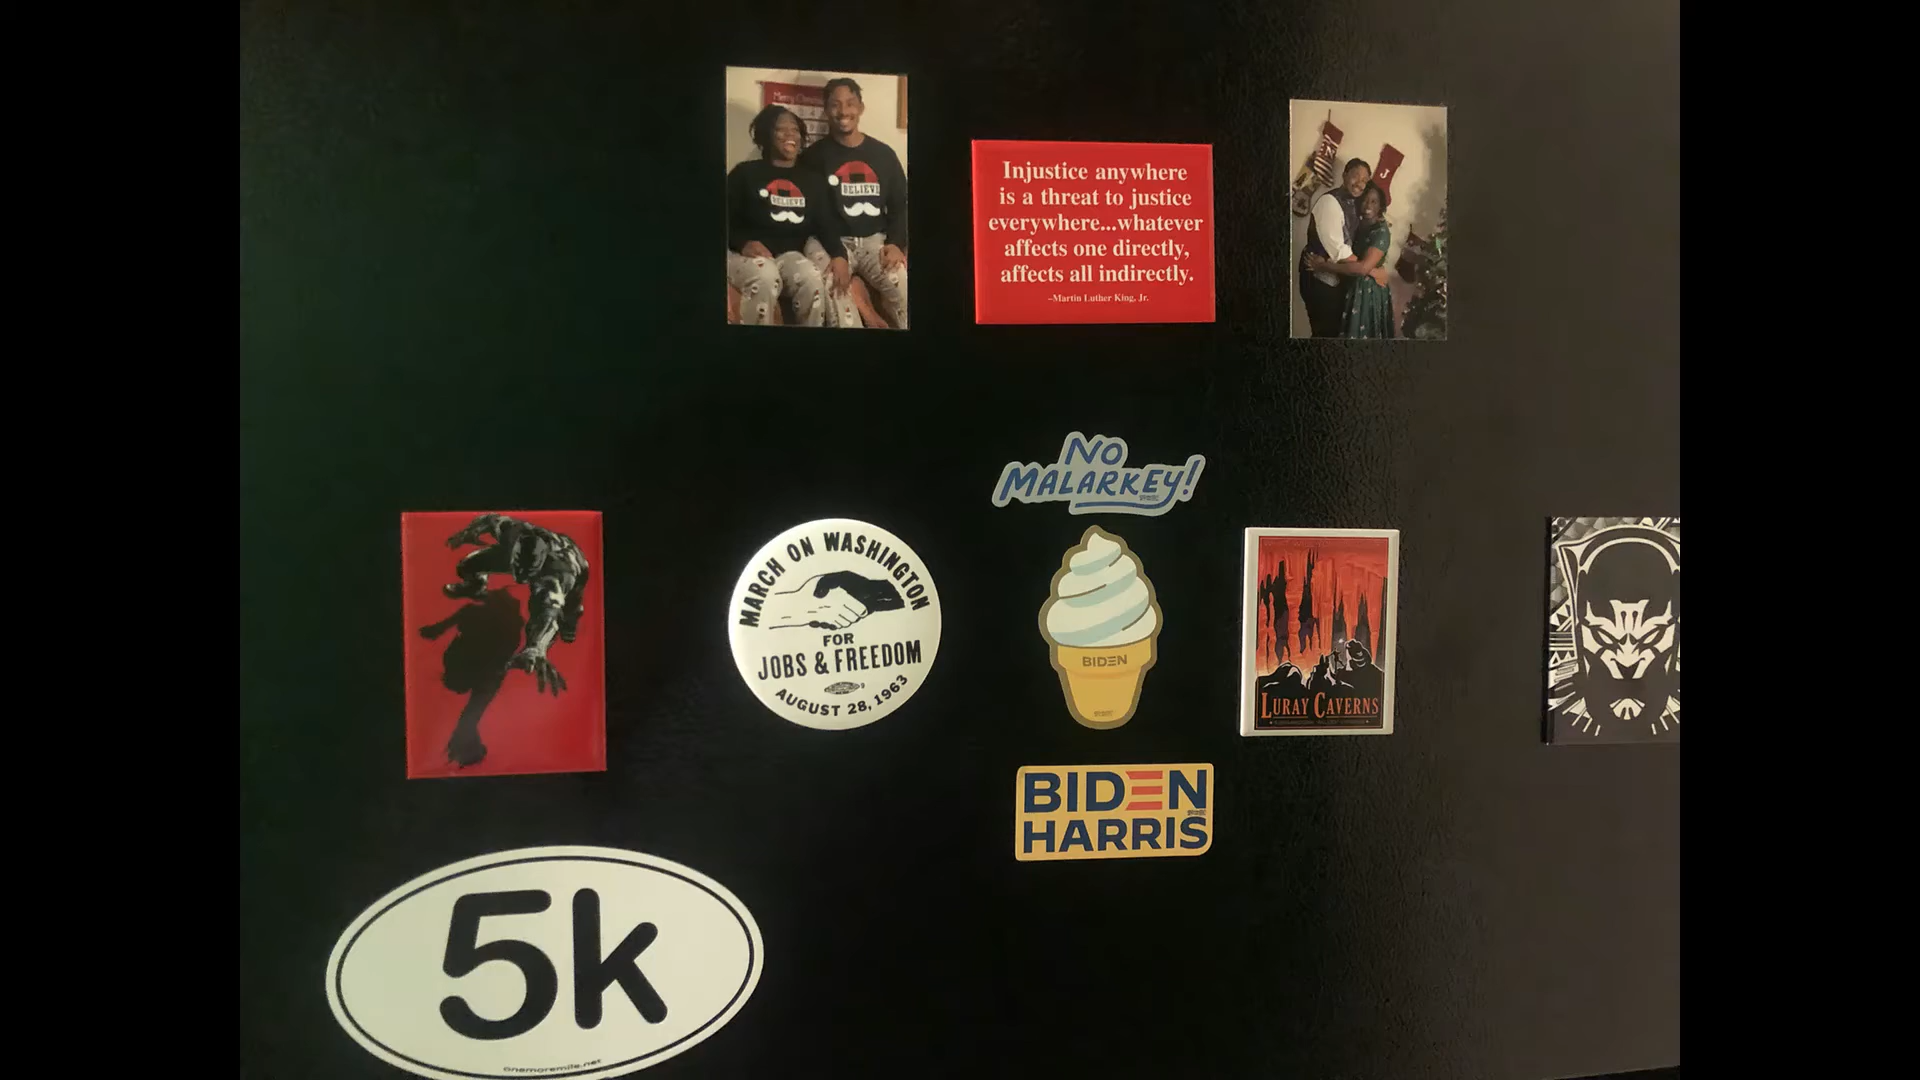 Merry Christmas
BELIEVE
BELIEVE
Injustice anywhere
is a threat to justice
everywhere...whatever
affects one directly,
affects all indirectly.
–Martin Luther King, Jr.
J
NO
MALARKEY!
MARCH ON WASHINGTON
FOR
JOBS & FREEDOM
AUGUST 28, 1963
BIDEN
LURAY CAVERNS
BIDEN
HARRIS
5k
onemoremile.net